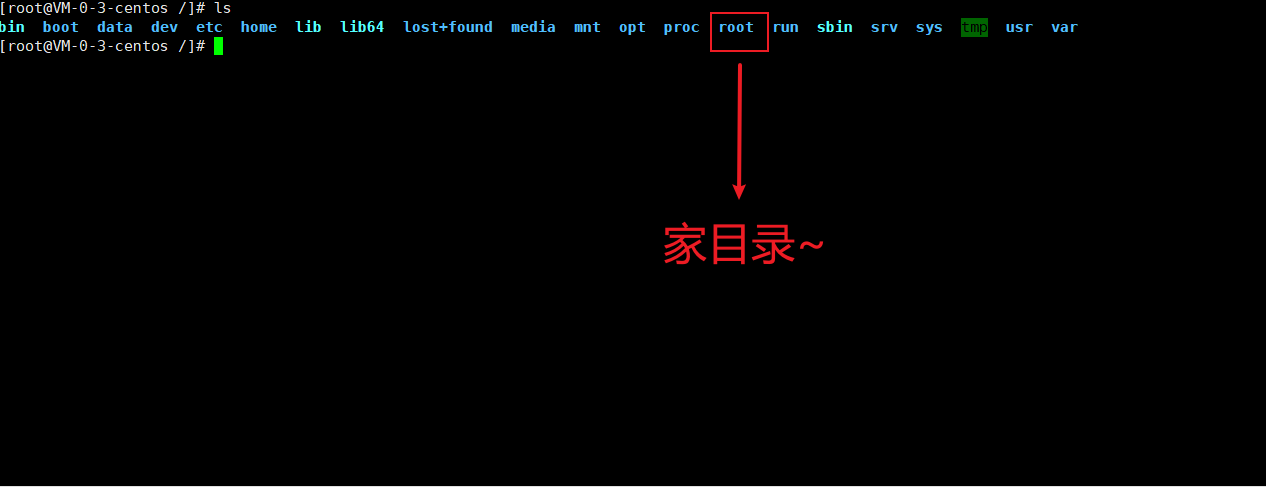 [root@VM-0-3-centos /]# ls
bin boot data dev etc home lib lib64 lost+found media mnt opt proc root run sbin srv sys tmp usr var
[root@VM-0-3-centos /]#
家目录~